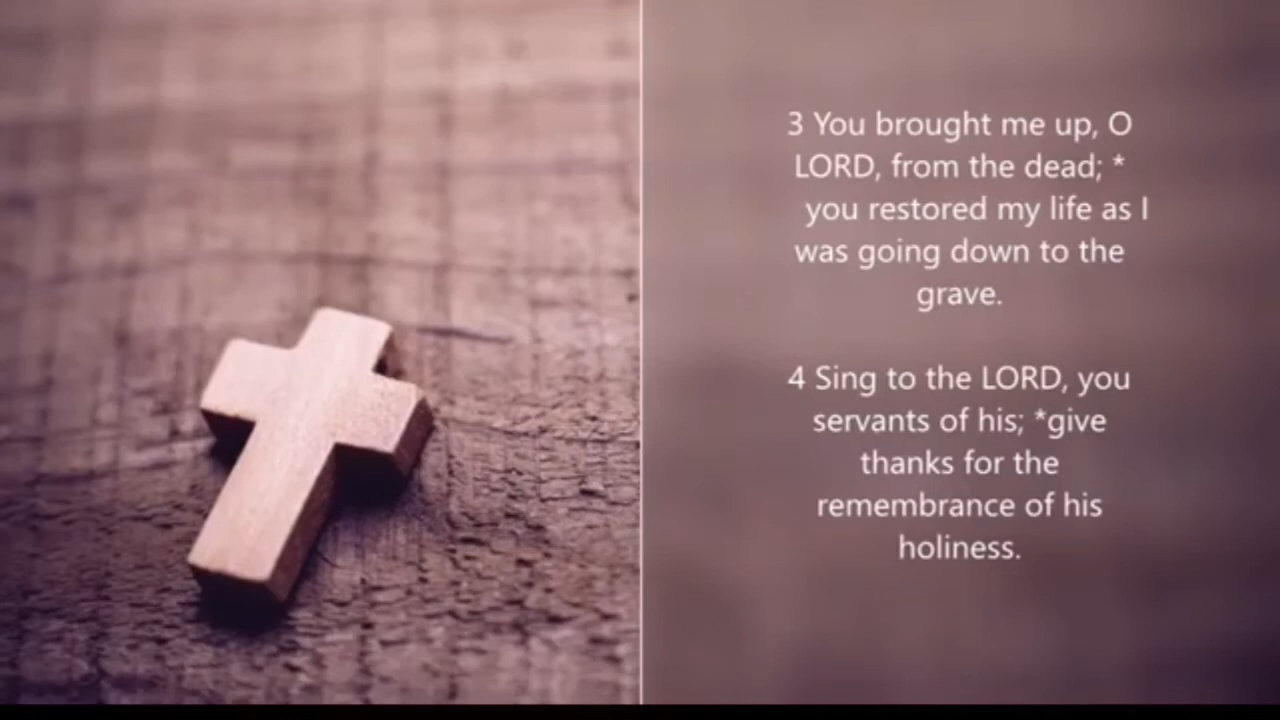 3 You brought me up, O
LORD, from the dead; *
you restored my life as I
was going down to the
grave.
4 Sing to the LORD, you
servants of his; *give
thanks for the
remembrance of his
holiness.